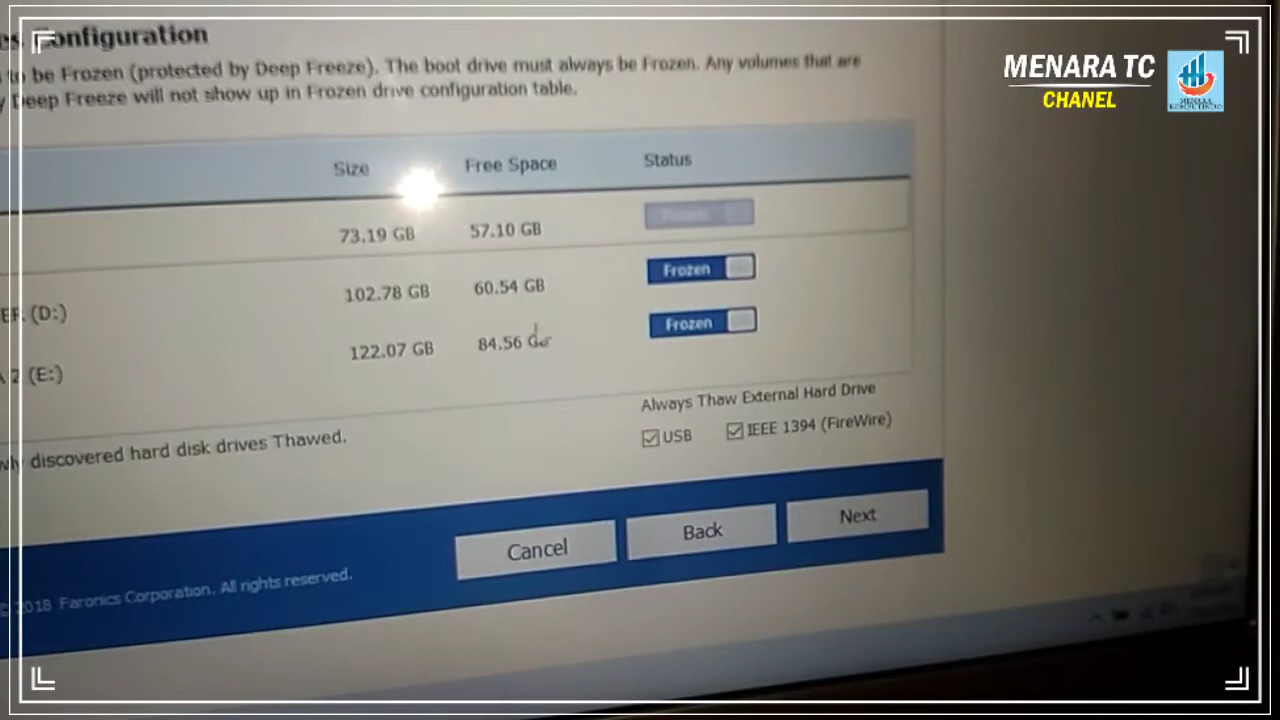 Configuration
to be Frozen (protected by Deep Freeze). The boot drive must always be Frozen. Any volumes that are
Deep Freeze will not show up in Frozen drive configuration table.
MENARA TC
CHANEL
Size Free Space Status
73.19 GB 57.10 GB
(D:) 102.78 GB 60.54 GB Frozen
2 (E:) 122.07 GB 84.56 Frozen
Always Thaw External Hard Drive
discovered hard disk drives Thawed. USB IEEE 1394 (FireWire)
Cancel Back Next
© 2018 Faronics Corporation. All rights reserved.